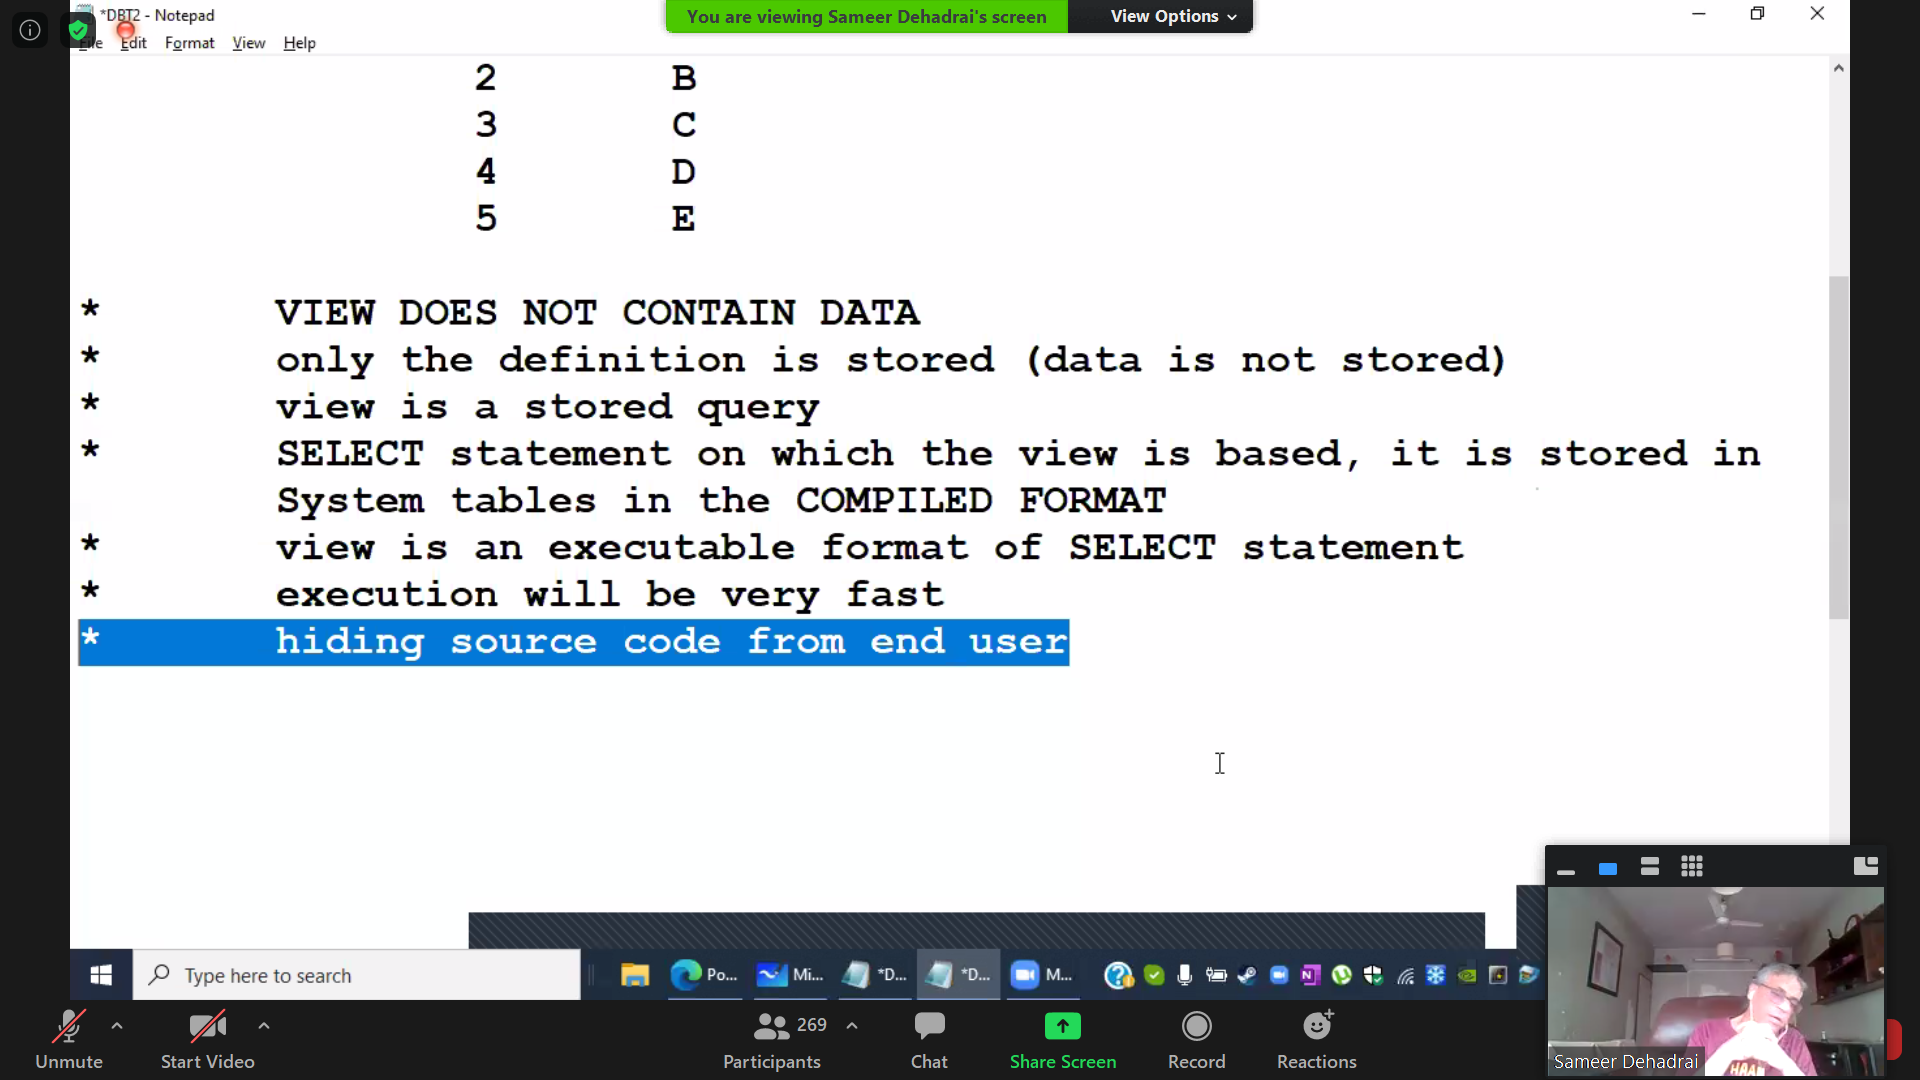 *DBT2 - Notepad
You are viewing Sameer Dehadrai's screen View Options
File Edit Format View Help
2 B
3 C
4 D
5 E
* VIEW DOES NOT CONTAIN DATA
* only the definition is stored (data is not stored)
* view is a stored query
* SELECT statement on which the view is based, it is stored in
System tables in the COMPILED FORMAT
* view is an executable format of SELECT statement
* execution will be very fast
* hiding source code from end user
Type here to search Po... Mi... *D... *D... M...
269
Unmute Start Video Participants Chat Share Screen Record Reactions
Sameer Dehadrai